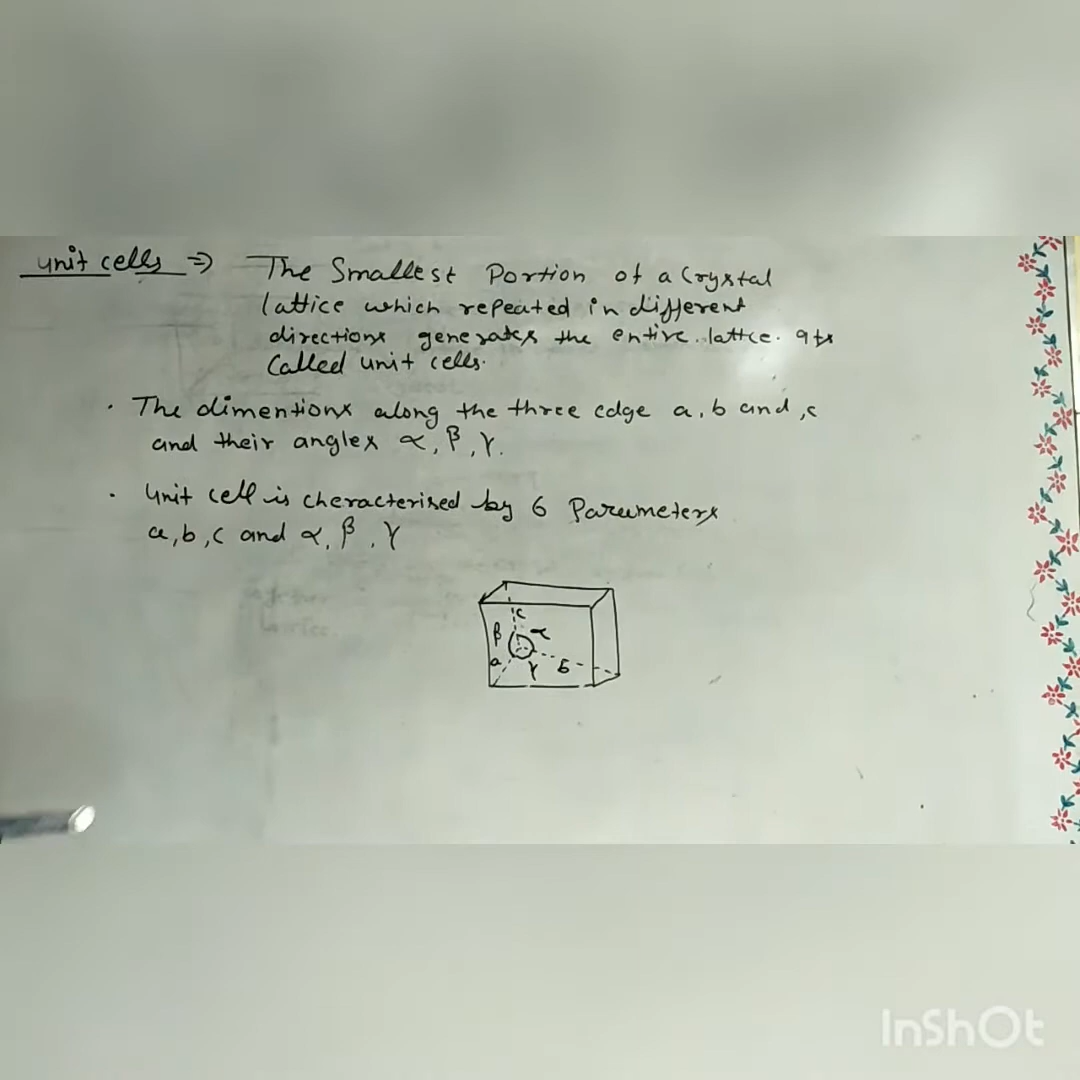 unit cells ⇒ The Smallest Portion of a Crystal
lattice which repeated in different
directions generates the entire lattce. It's
Called unit cells.
· The dimentions along the three edge a, b and, c
and their angles α, β, γ.
· Unit cell is cheracterised by 6 Parameters
a, b, c and α, β, γ
c
β α
a γ b
InShOt